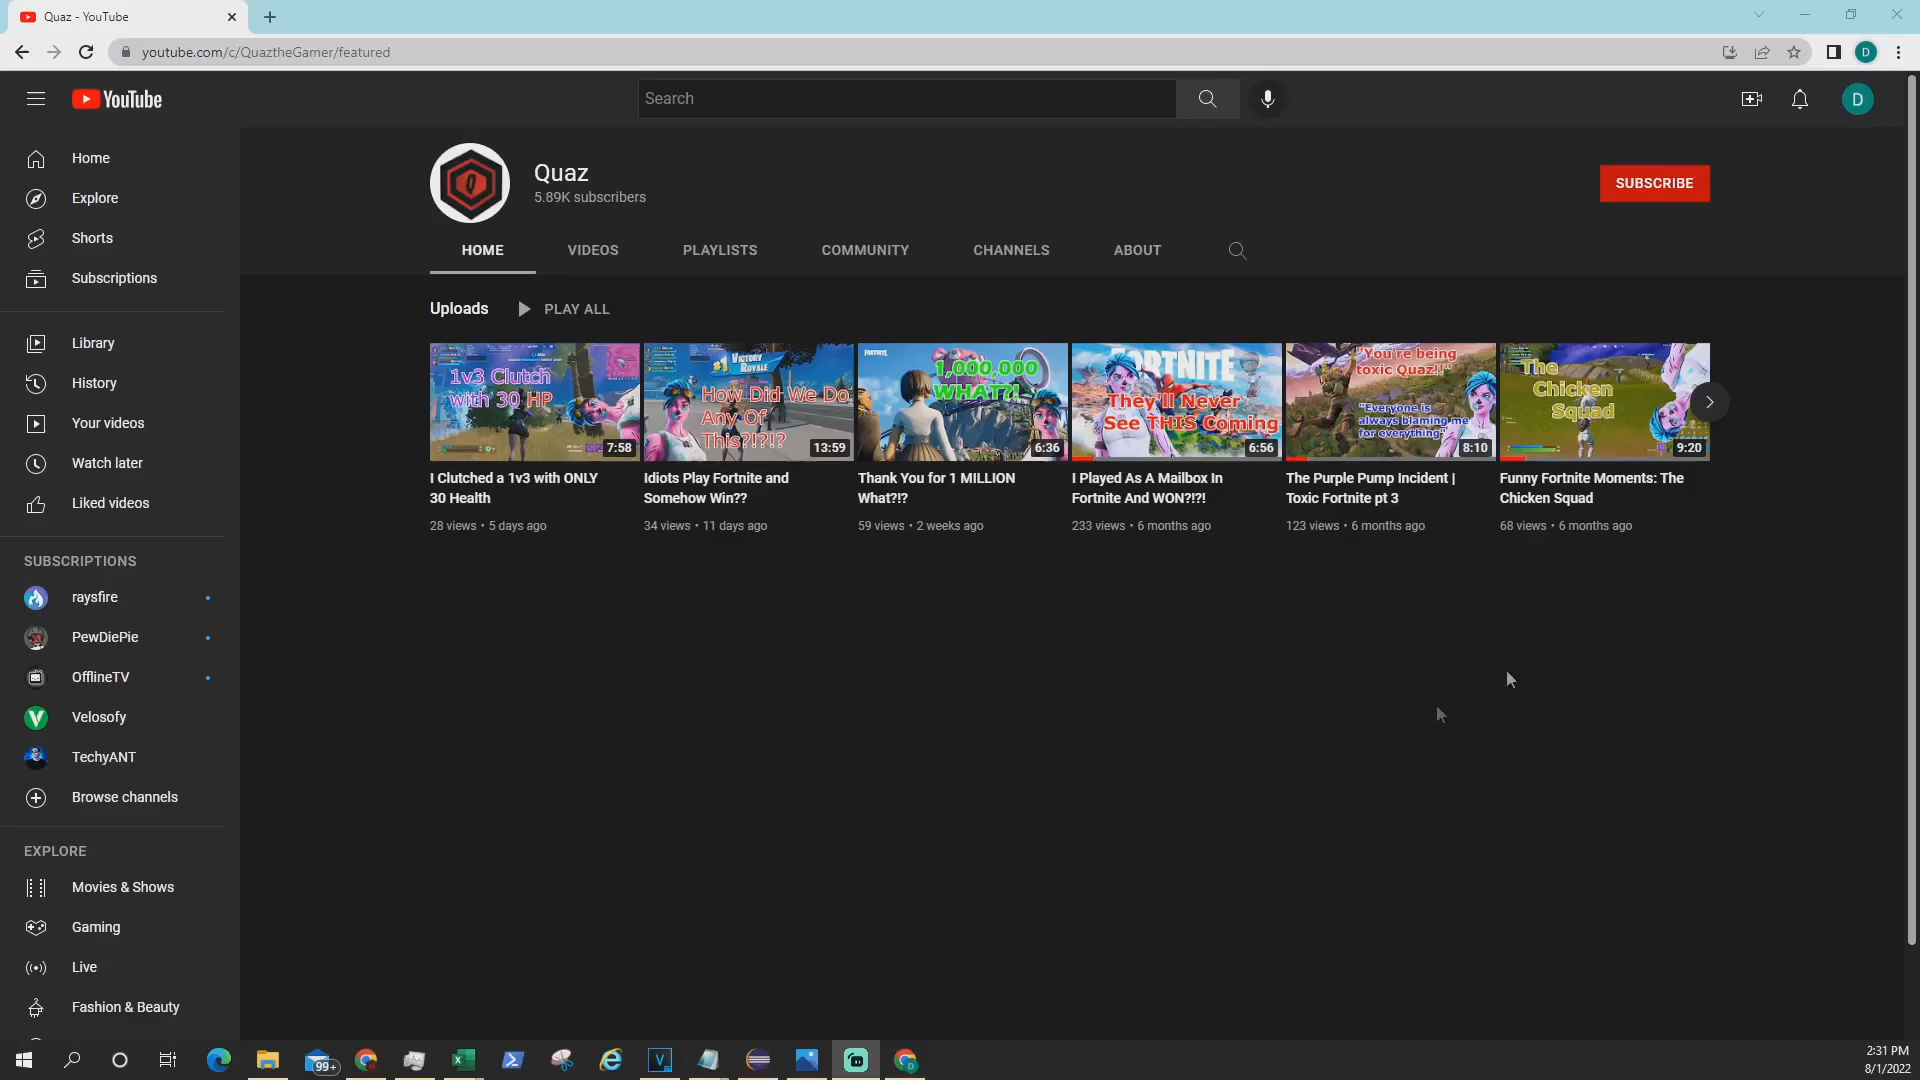 Quaz - YouTube
youtube.com/c/QuaztheGamer/featured
D
YouTube
Search
D
Home
Explore
Shorts
Subscriptions
Library
History
Your videos
Watch later
Liked videos
SUBSCRIPTIONS
raysfire
PewDiePie
OfflineTV
Velosofy
TechyANT
Browse channels
EXPLORE
Movies & Shows
Gaming
Live
Fashion & Beauty
Quaz
5.89K subscribers
SUBSCRIBE
HOME
VIDEOS
PLAYLISTS
COMMUNITY
CHANNELS
ABOUT
Uploads
PLAY ALL
1v3 Clutch
with 30 HP
7:58
I Clutched a 1v3 with ONLY
30 Health
28 views • 5 days ago
#1 VICTORY
ROYALE
How Did We Do
Any Of
This?!?!?
13:59
Idiots Play Fortnite and
Somehow Win??
34 views • 11 days ago
FORTNITE
1,000,000
WHAT?!
6:36
Thank You for 1 MILLION
What?!?
59 views • 2 weeks ago
FORTNITE
They'll Never
See THIS Coming
6:56
I Played As A Mailbox In
Fortnite And WON?!?!
233 views • 6 months ago
"You're being
toxic Quaz!!"
"Everyone is
always blaming me
for everything"
8:10
The Purple Pump Incident |
Toxic Fortnite pt 3
123 views • 6 months ago
The
Chicken
Squad
9:20
Funny Fortnite Moments: The
Chicken Squad
68 views • 6 months ago
99+
2:31 PM
8/1/2022